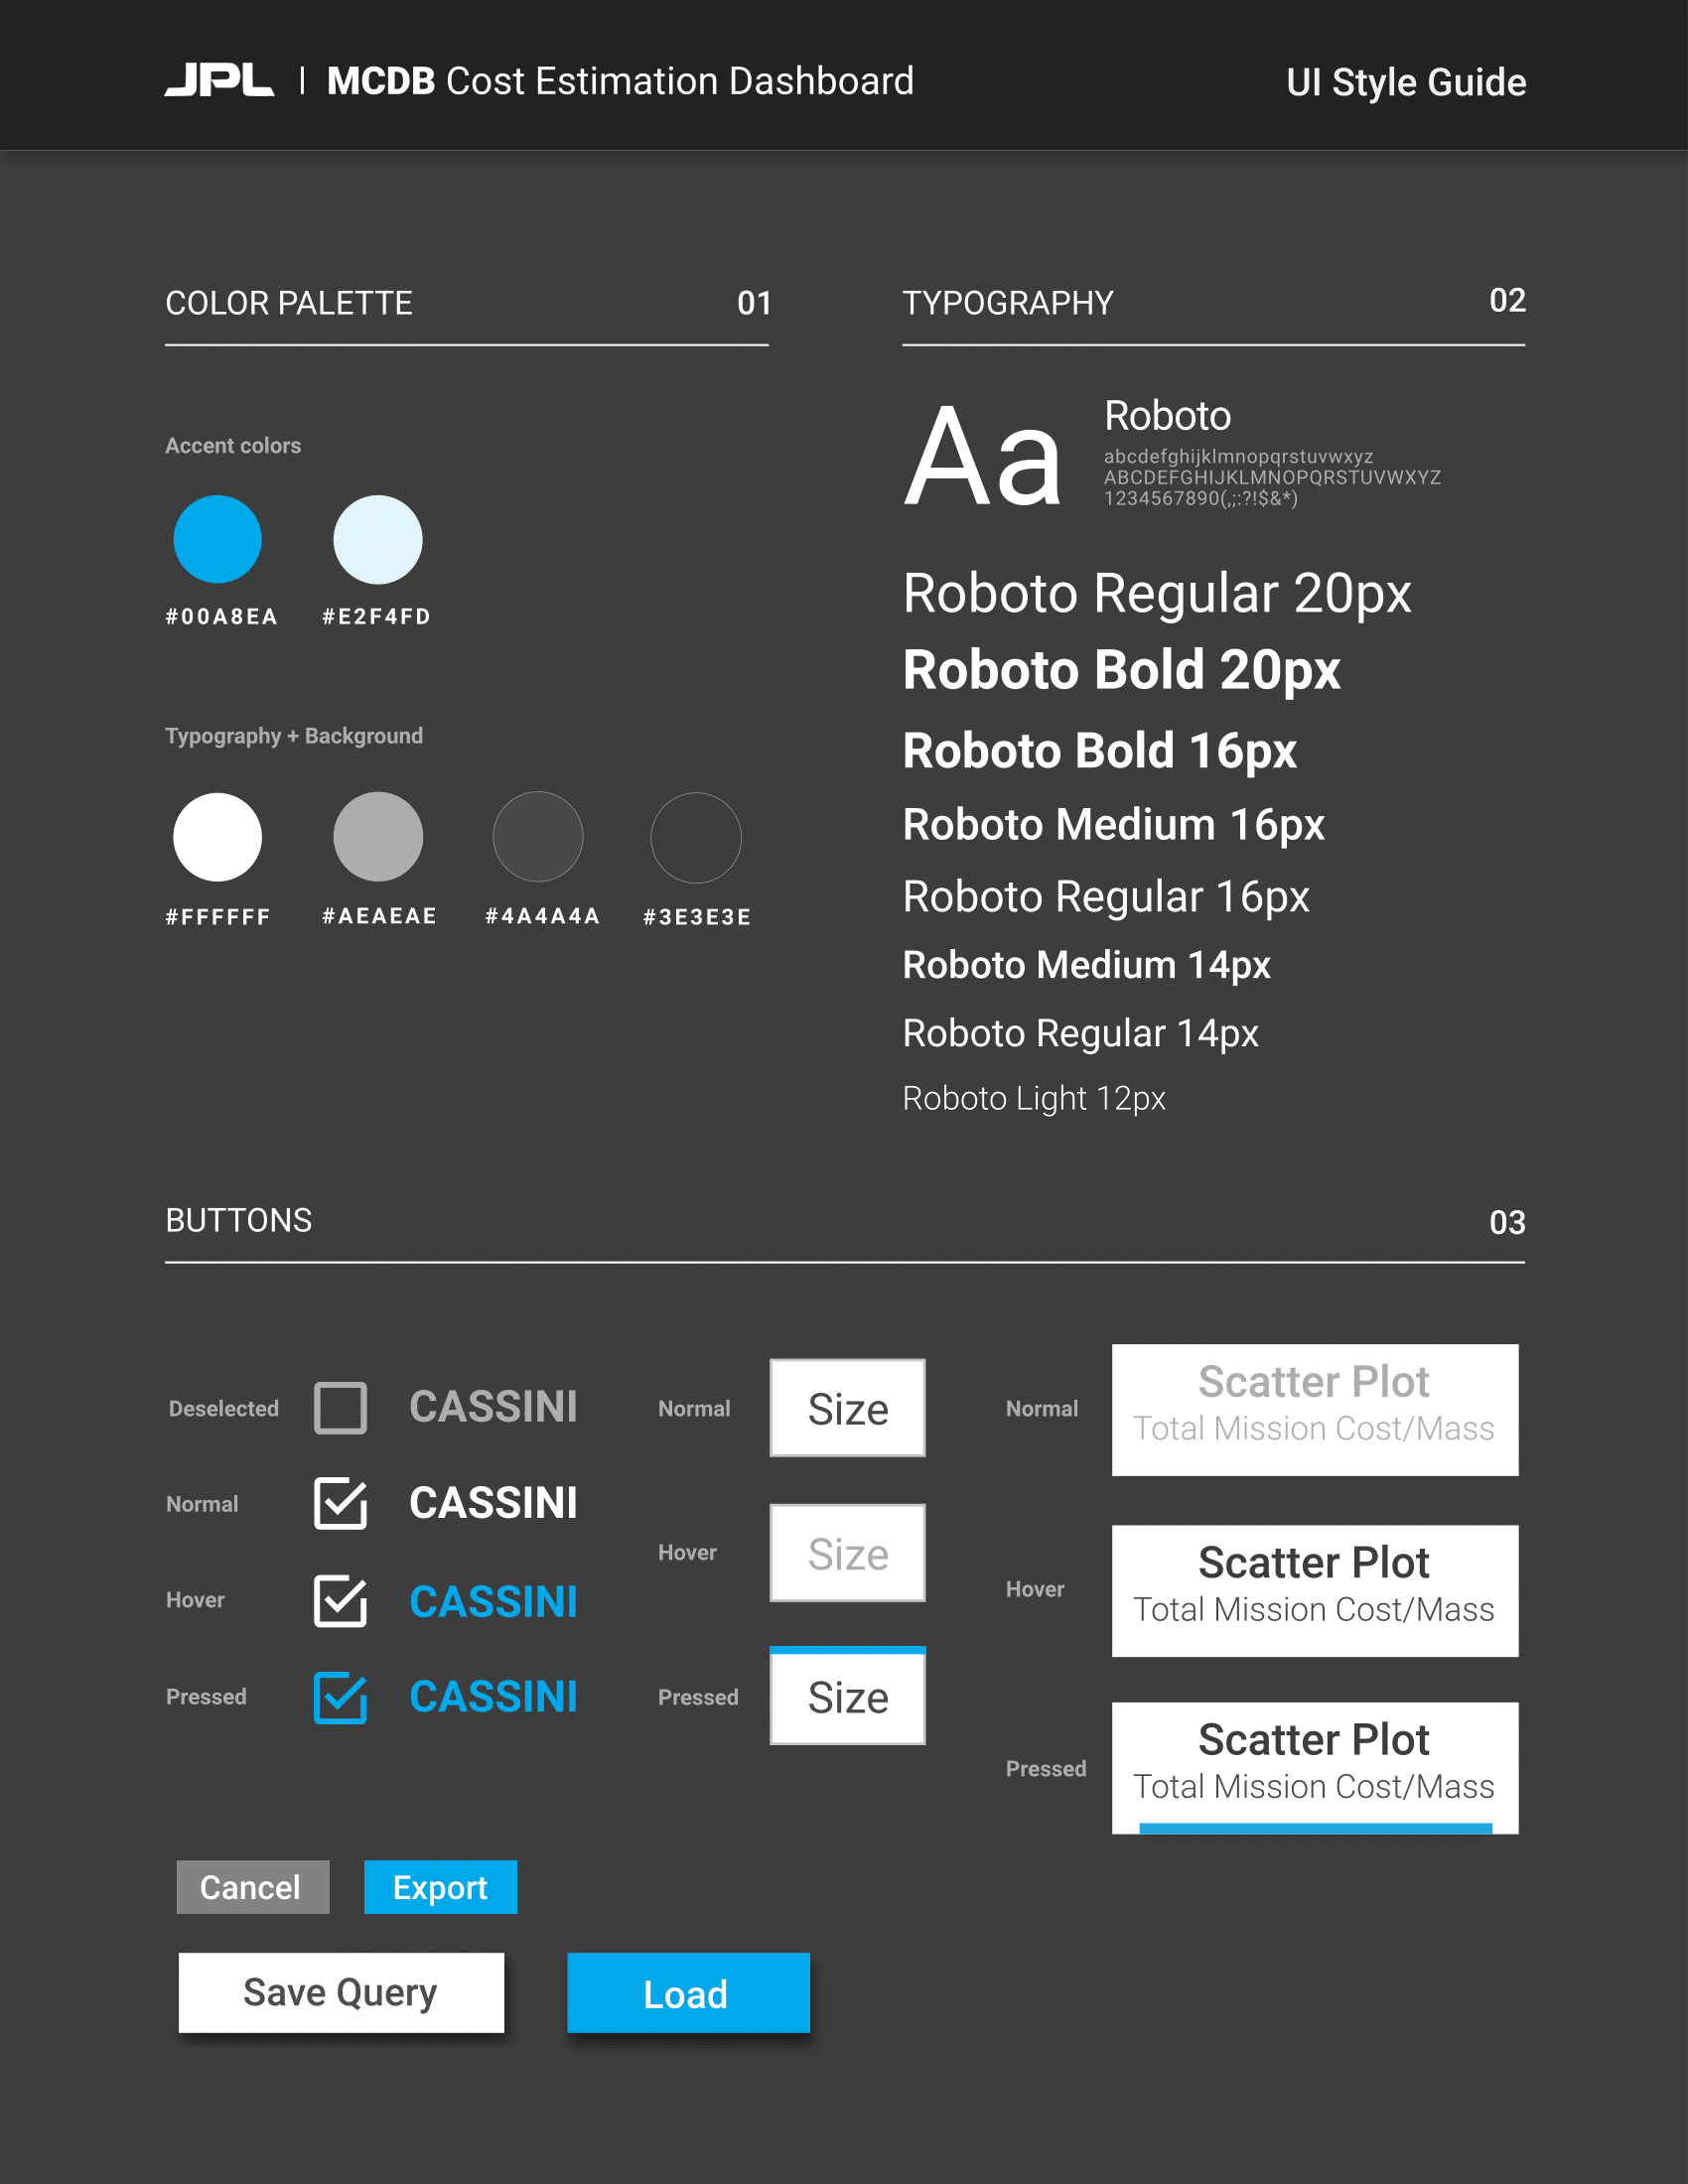 JPL | MCDB Cost Estimation Dashboard
UI Style Guide
COLOR PALETTE 01
Accent colors
#00A8EA #E2F4FD
Typography + Background
#FFFFFF #AEAEAE #4A4A4A #3E3E3E
TYPOGRAPHY 02
Aa
Roboto
abcdefghijklmnopqrstuvwxyz
ABCDEFGHIJKLMNOPQRSTUVWXYZ
1234567890(,;:?!$&*)
Roboto Regular 20px
Roboto Bold 20px
Roboto Bold 16px
Roboto Medium 16px
Roboto Regular 16px
Roboto Medium 14px
Roboto Regular 14px
Roboto Light 12px
BUTTONS 03
Deselected CASSINI
Normal CASSINI
Hover CASSINI
Pressed CASSINI
Normal Size
Hover Size
Pressed Size
Normal
Scatter Plot
Total Mission Cost/Mass
Hover
Scatter Plot
Total Mission Cost/Mass
Pressed
Scatter Plot
Total Mission Cost/Mass
Cancel Export
Save Query Load